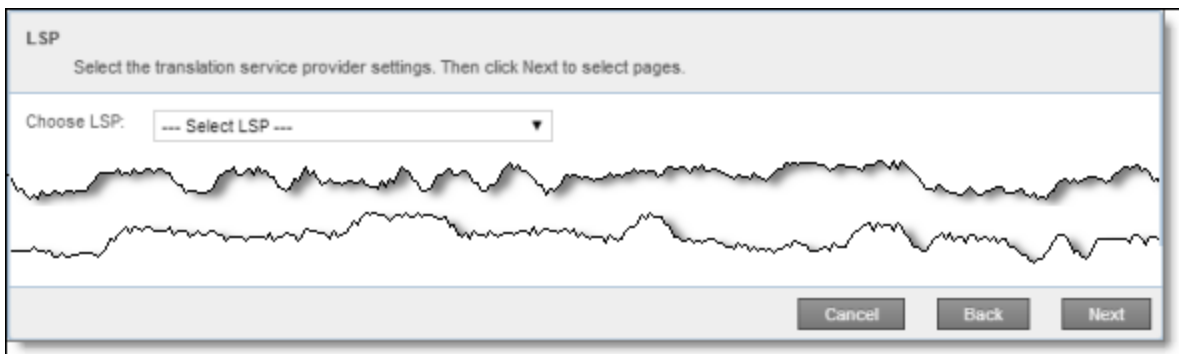 LSP
Select the translation service provider settings. Then click Next to select pages.
Choose LSP: --- Select LSP ---
Cancel Back Next